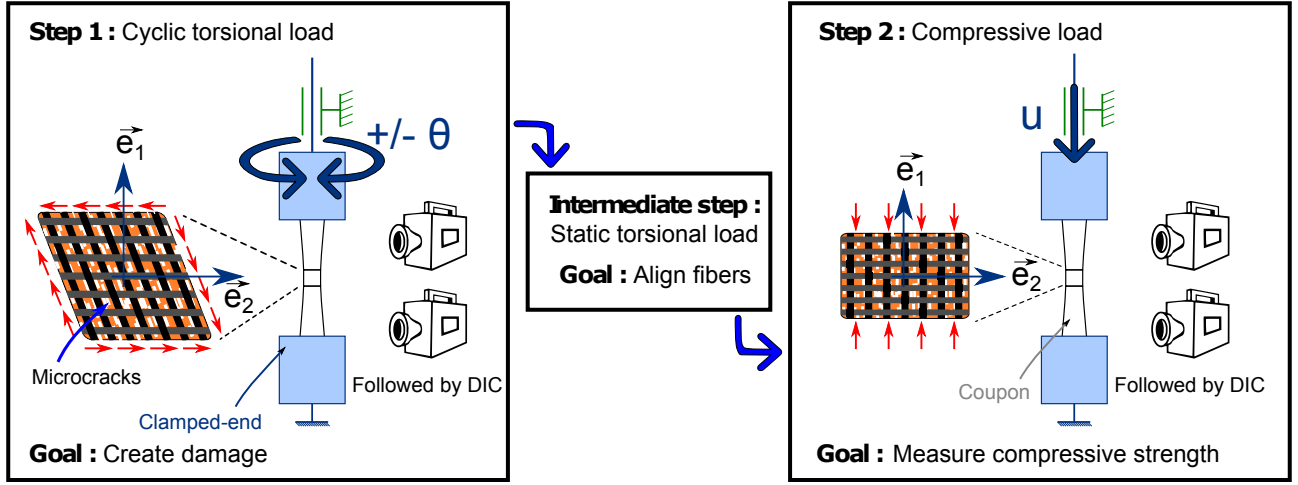 Step 1 : Cyclic torsional load
+/- θ
e₁
e₂
Microcracks
Clamped-end
Followed by DIC
Goal : Create damage
Intermediate step :
Static torsional load
Goal : Align fibers
Step 2 : Compressive load
u
e₁
e₂
Coupon
Followed by DIC
Goal : Measure compressive strength